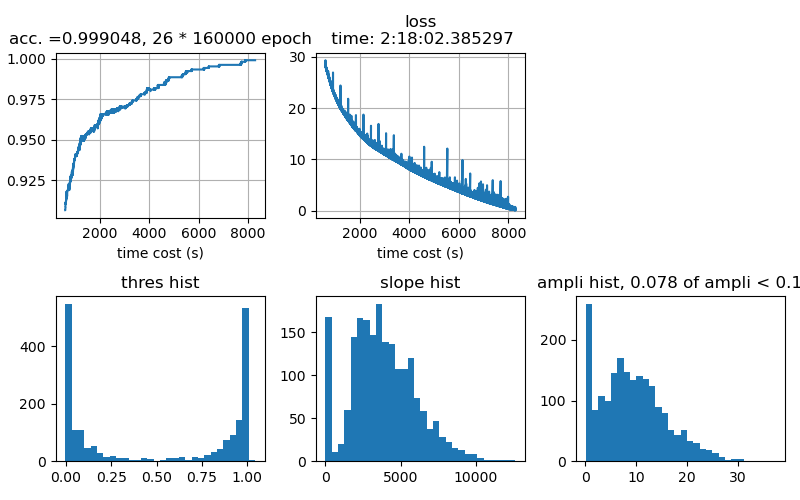 acc. =0.999048, 26 * 160000 epoch
1.000
0.975
0.950
0.925
2000 4000 6000 8000
time cost (s)
loss
time: 2:18:02.385297
30
20
10
0
2000 4000 6000 8000
time cost (s)
thres hist
400
200
0
0.00 0.25 0.50 0.75 1.00
slope hist
150
100
50
0
0 5000 10000
ampli hist, 0.078 of ampli < 0.1
200
100
0
0 10 20 30